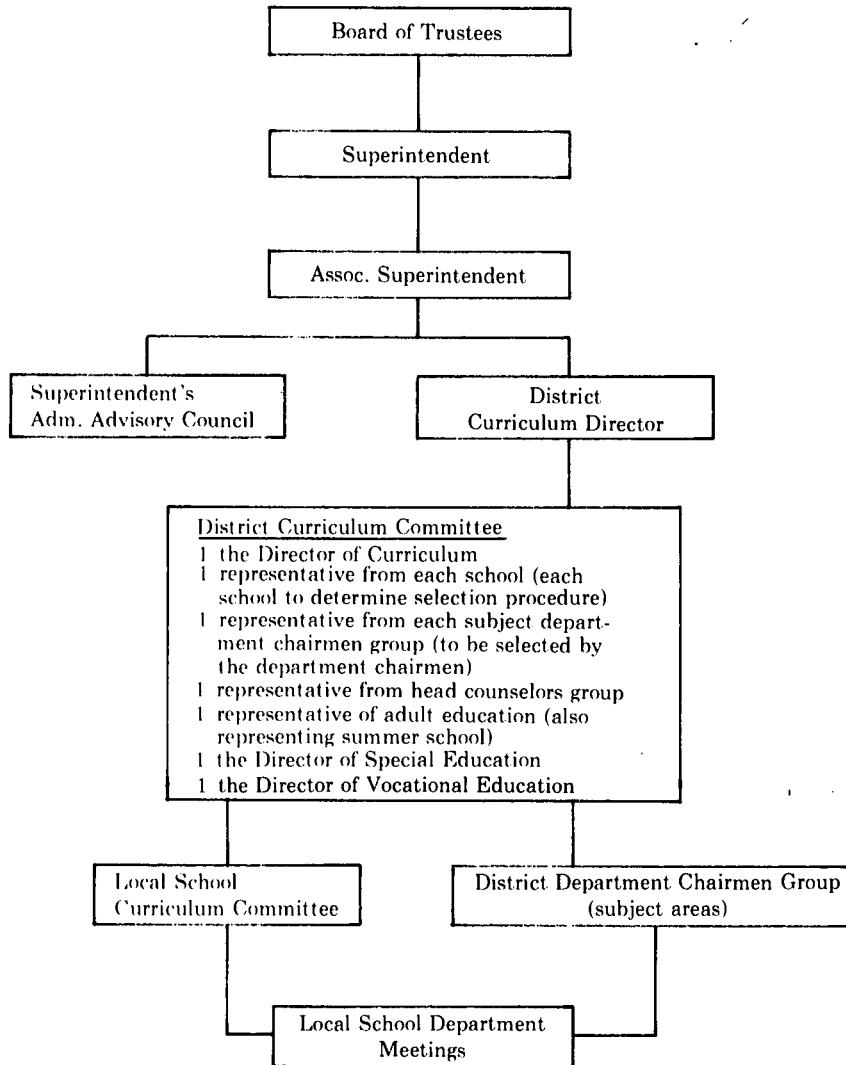 Board of Trustees
Superintendent
Assoc. Superintendent
Superintendent's
Adm. Advisory Council
District
Curriculum Director
District Curriculum Committee
1 the Director of Curriculum
1 representative from each school (each
school to determine selection procedure)
1 representative from each subject depart-
ment chairmen group (to be selected by
the department chairmen)
1 representative from head counselors group
1 representative of adult education (also
representing summer school)
1 the Director of Special Education
1 the Director of Vocational Education
Local School
Curriculum Committee
District Department Chairmen Group
(subject areas)
Local School Department
Meetings